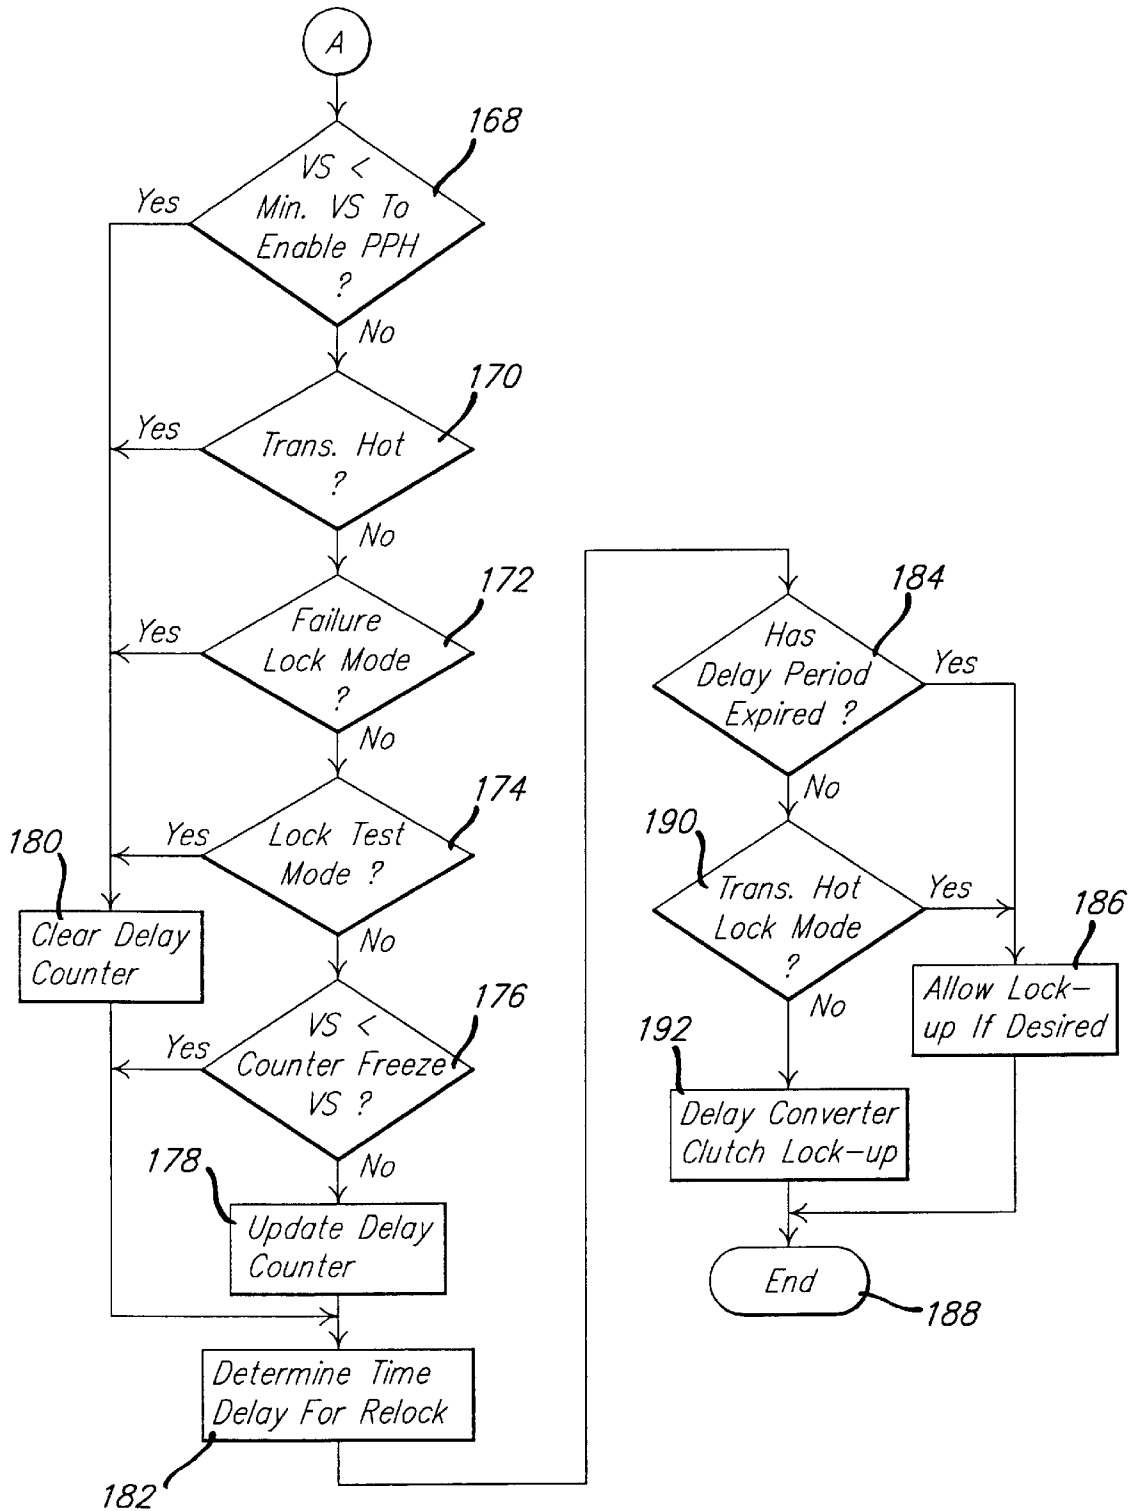 A
168
VS <
Min. VS To
Enable PPH
?
Yes
No
170
Trans. Hot
?
Yes
No
172
Failure
Lock Mode
?
Yes
No
174
Lock Test
Mode ?
Yes
No
180
Clear Delay
Counter
176
VS <
Counter Freeze
VS ?
Yes
No
178
Update Delay
Counter
Determine Time
Delay For Relock
182
184
Has
Delay Period
Expired ?
Yes
No
190
Trans. Hot
Lock Mode
?
Yes
No
186
Allow Lock-
up If Desired
192
Delay Converter
Clutch Lock-up
End
188